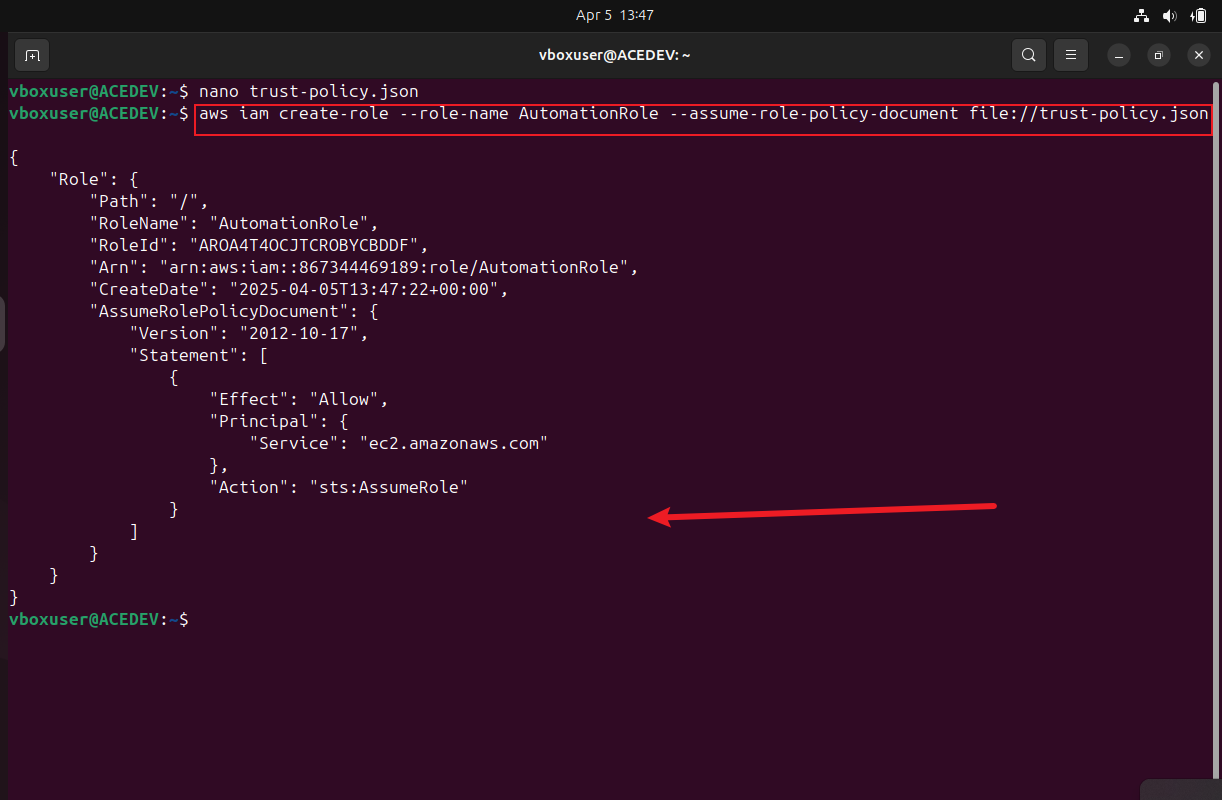 Apr 5 13:47
vboxuser@ACEDEV: ~
vboxuser@ACEDEV:~$ nano trust-policy.json
vboxuser@ACEDEV:~$ aws iam create-role --role-name AutomationRole --assume-role-policy-document file://trust-policy.json
{
    "Role": {
        "Path": "/",
        "RoleName": "AutomationRole",
        "RoleId": "AROA4T4OCJTCROBYCBDDF",
        "Arn": "arn:aws:iam::867344469189:role/AutomationRole",
        "CreateDate": "2025-04-05T13:47:22+00:00",
        "AssumeRolePolicyDocument": {
            "Version": "2012-10-17",
            "Statement": [
                {
                    "Effect": "Allow",
                    "Principal": {
                        "Service": "ec2.amazonaws.com"
                    },
                    "Action": "sts:AssumeRole"
                }
            ]
        }
    }
}
vboxuser@ACEDEV:~$